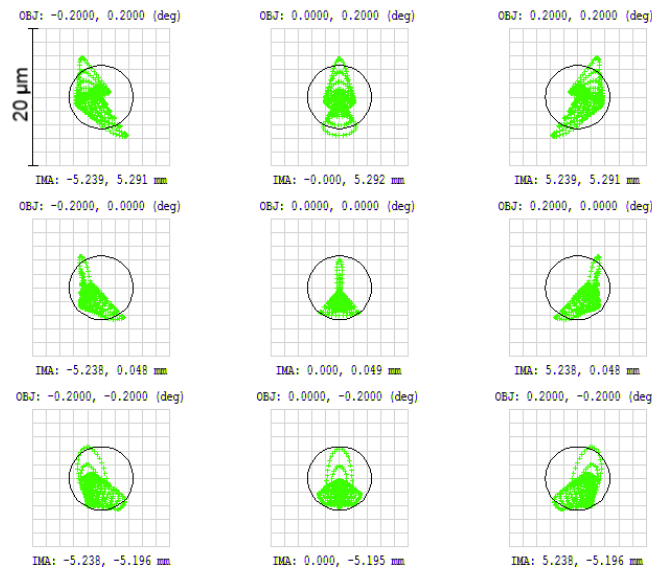 OBJ: -0.2000, 0.2000 (deg)
OBJ: 0.0000, 0.2000 (deg)
OBJ: 0.2000, 0.2000 (deg)
20 μm
IMA: -5.239, 5.291 mm
IMA: -0.000, 5.292 mm
IMA: 5.239, 5.291 mm
OBJ: -0.2000, 0.0000 (deg)
OBJ: 0.0000, 0.0000 (deg)
OBJ: 0.2000, 0.0000 (deg)
IMA: -5.238, 0.048 mm
IMA: 0.000, 0.049 mm
IMA: 5.238, 0.048 mm
OBJ: -0.2000, -0.2000 (deg)
OBJ: 0.0000, -0.2000 (deg)
OBJ: 0.2000, -0.2000 (deg)
IMA: -5.238, -5.196 mm
IMA: 0.000, -5.195 mm
IMA: 5.238, -5.196 mm